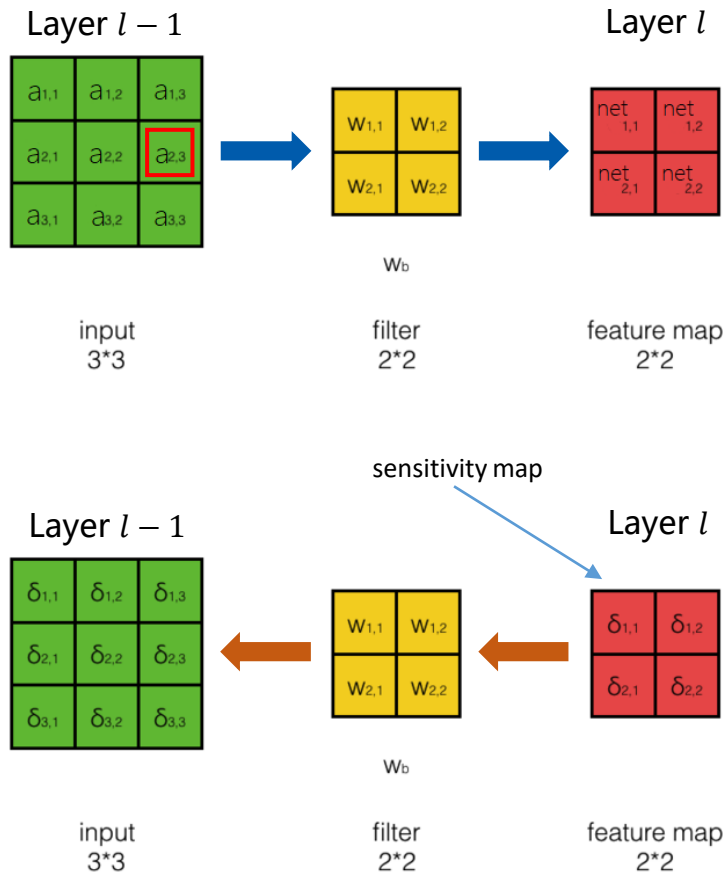 Layer l − 1 Layer l
a1,1 a1,2 a1,3
a2,1 a2,2 a2,3
a3,1 a3,2 a3,3
w1,1 w1,2
w2,1 w2,2
net1,1 net1,2
net2,1 net2,2
wb
input filter feature map
3*3 2*2 2*2
sensitivity map
Layer l − 1 Layer l
δ1,1 δ1,2 δ1,3
δ2,1 δ2,2 δ2,3
δ3,1 δ3,2 δ3,3
w1,1 w1,2
w2,1 w2,2
δ1,1 δ1,2
δ2,1 δ2,2
wb
input filter feature map
3*3 2*2 2*2